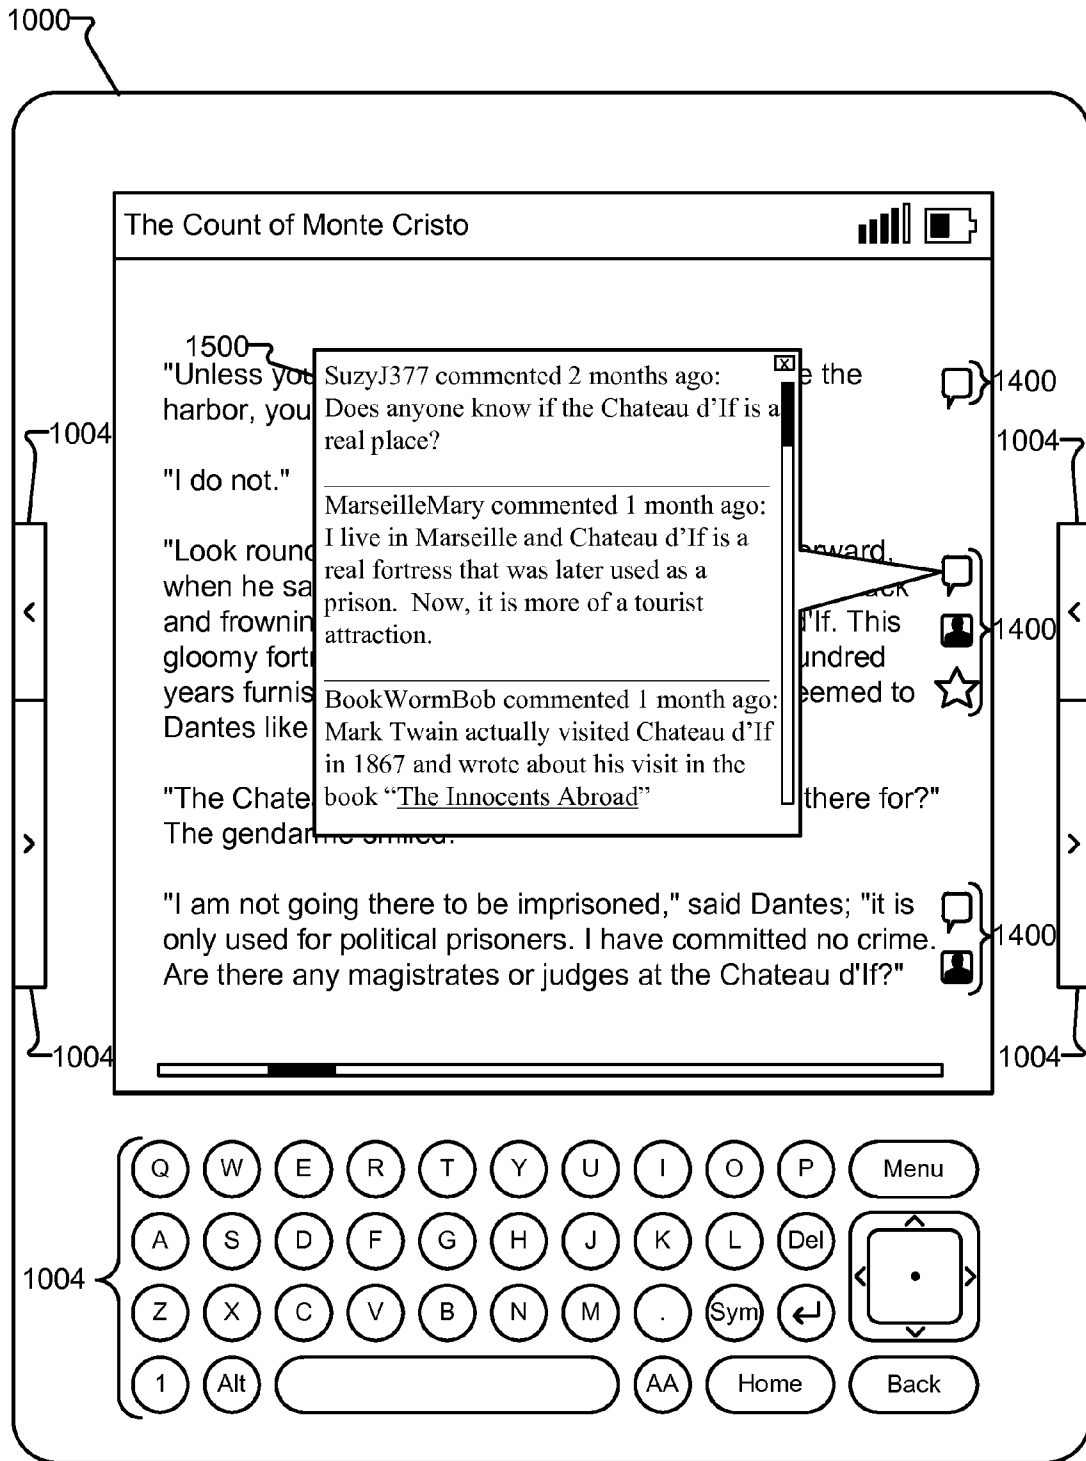 1000
The Count of Monte Cristo
1500
"Unless you
e the
1400
harbor, you
SuzyJ377 commented 2 months ago:
Does anyone know if the Chateau d'If is a
real place?
1004
1004
"I do not."
MarseilleMary commented 1 month ago:
I live in Marseille and Chateau d'If is a
real fortress that was later used as a
prison. Now, it is more of a tourist
attraction.
"Look round
when he sa
and frownin
d'If. This
1400
gloomy fortr
undred
years furnis
eemed to
Dantes like
BookWormBob commented 1 month ago:
Mark Twain actually visited Chateau d'If
in 1867 and wrote about his visit in the
book “The Innocents Abroad”
"The Chatea
there for?"
The gendarme smiled.
"I am not going there to be imprisoned," said Dantes; "it is
only used for political prisoners. I have committed no crime.
1400
Are there any magistrates or judges at the Chateau d'If?"
1004
1004
Q W E R T Y U I O P Menu
A S D F G H J K L Del
1004
Z X C V B N M . Sym
1 Alt AA Home Back